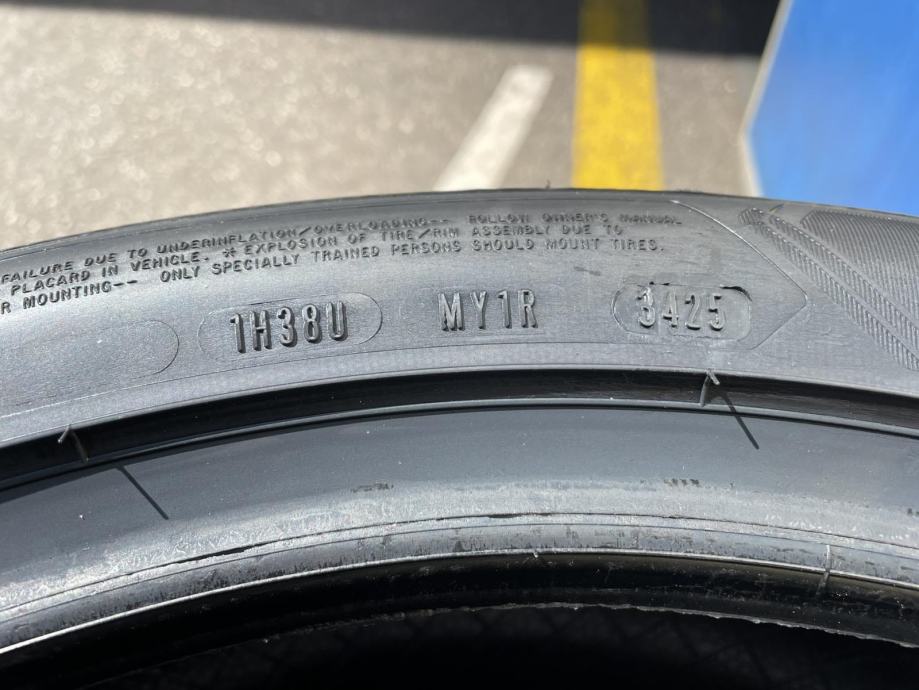 FAILURE DUE TO UNDERINFLATION/OVERLOADING-- FOLLOW OWNER'S MANUAL
PLACARD IN VEHICLE. * EXPLOSION OF TIRE/RIM ASSEMBLY DUE TO
R MOUNTING-- ONLY SPECIALLY TRAINED PERSONS SHOULD MOUNT TIRES.
1H38U MY1R 3425